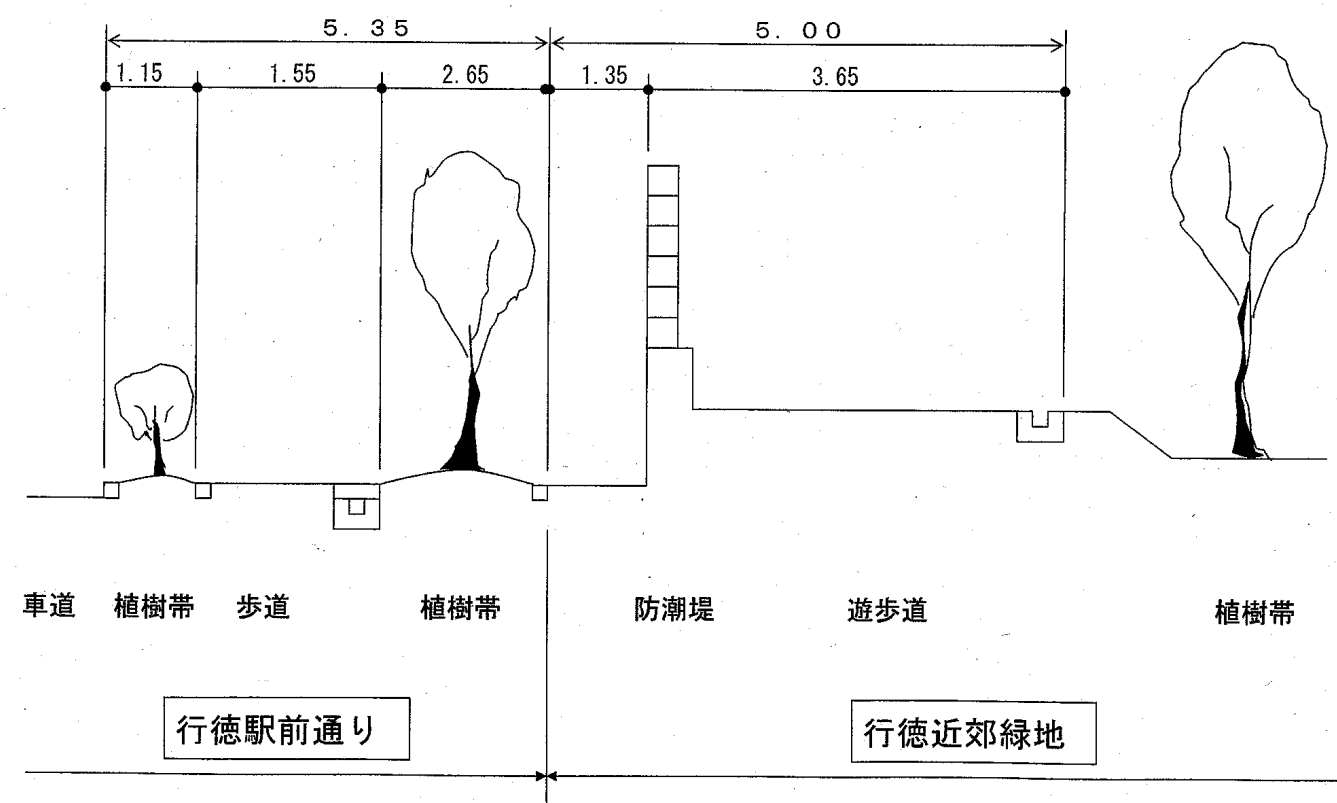 5.35 5.00
1.15 1.55 2.65 1.35 3.65
車道 植樹帯 歩道 植樹帯 防潮堤 遊歩道 植樹帯
行徳駅前通り 行徳近郊緑地